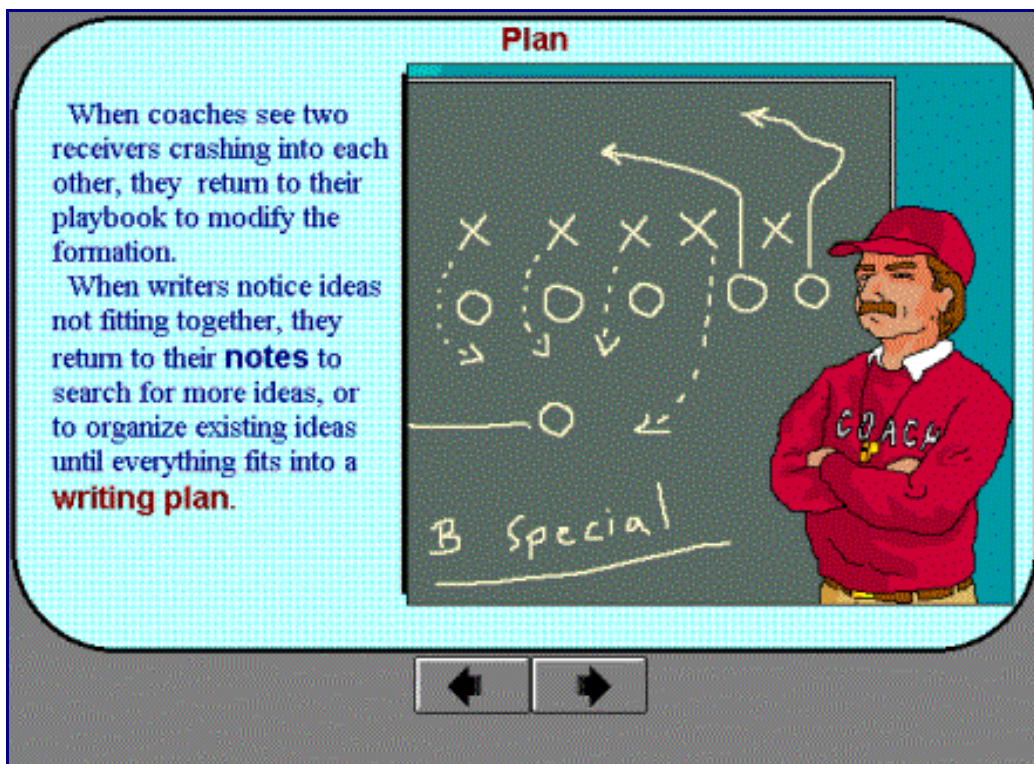 Plan
When coaches see two
receivers crashing into each
other, they return to their
playbook to modify the
formation.
When writers notice ideas
not fitting together, they
return to their notes to
search for more ideas, or
to organize existing ideas
until everything fits into a
writing plan.
B Special
COACH